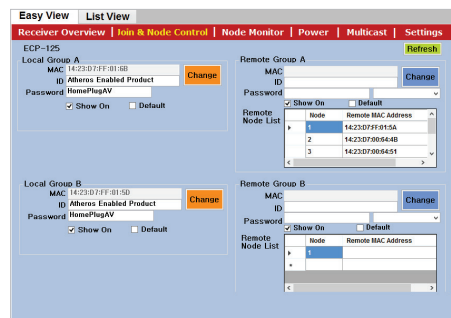 Easy View List View
Receiver Overview | Join & Node Control | Node Monitor | Power | Multicast | Settings
ECP-125 Refresh
Local Group A
MAC 14:23:D7:FF:01:6B
ID Atheros Enabled Product
Password HomePlugAV
Change
Show On Default
Remote Group A
MAC
ID
Password
Change
Show On Default
Remote Node List
Node Remote MAC Address
1 14:23:D7:FF:01:5A
2 14:23:D7:00:64:4B
3 14:23:D7:00:64:51
Local Group B
MAC 14:23:D7:FF:01:5D
ID Atheros Enabled Product
Password HomePlugAV
Change
Show On Default
Remote Group B
MAC
ID
Password
Change
Show On Default
Remote Node List
Node Remote MAC Address
1